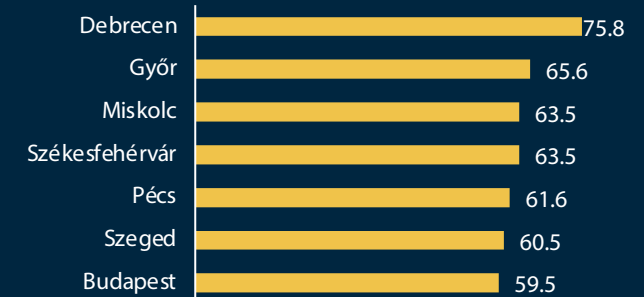 Debrecen 75.8
Győr 65.6
Miskolc 63.5
Székesfehérvár 63.5
Pécs 61.6
Szeged 60.5
Budapest 59.5